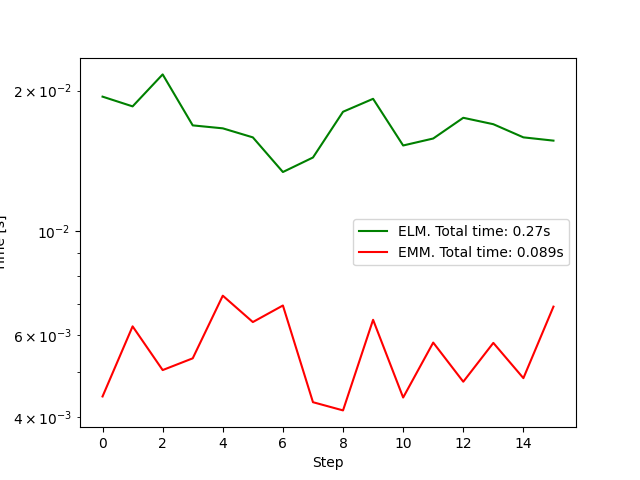 2 × 10⁻²
10⁻²
6 × 10⁻³
4 × 10⁻³
Time [s]
ELM. Total time: 0.27s
EMM. Total time: 0.089s
0 2 4 6 8 10 12 14
Step